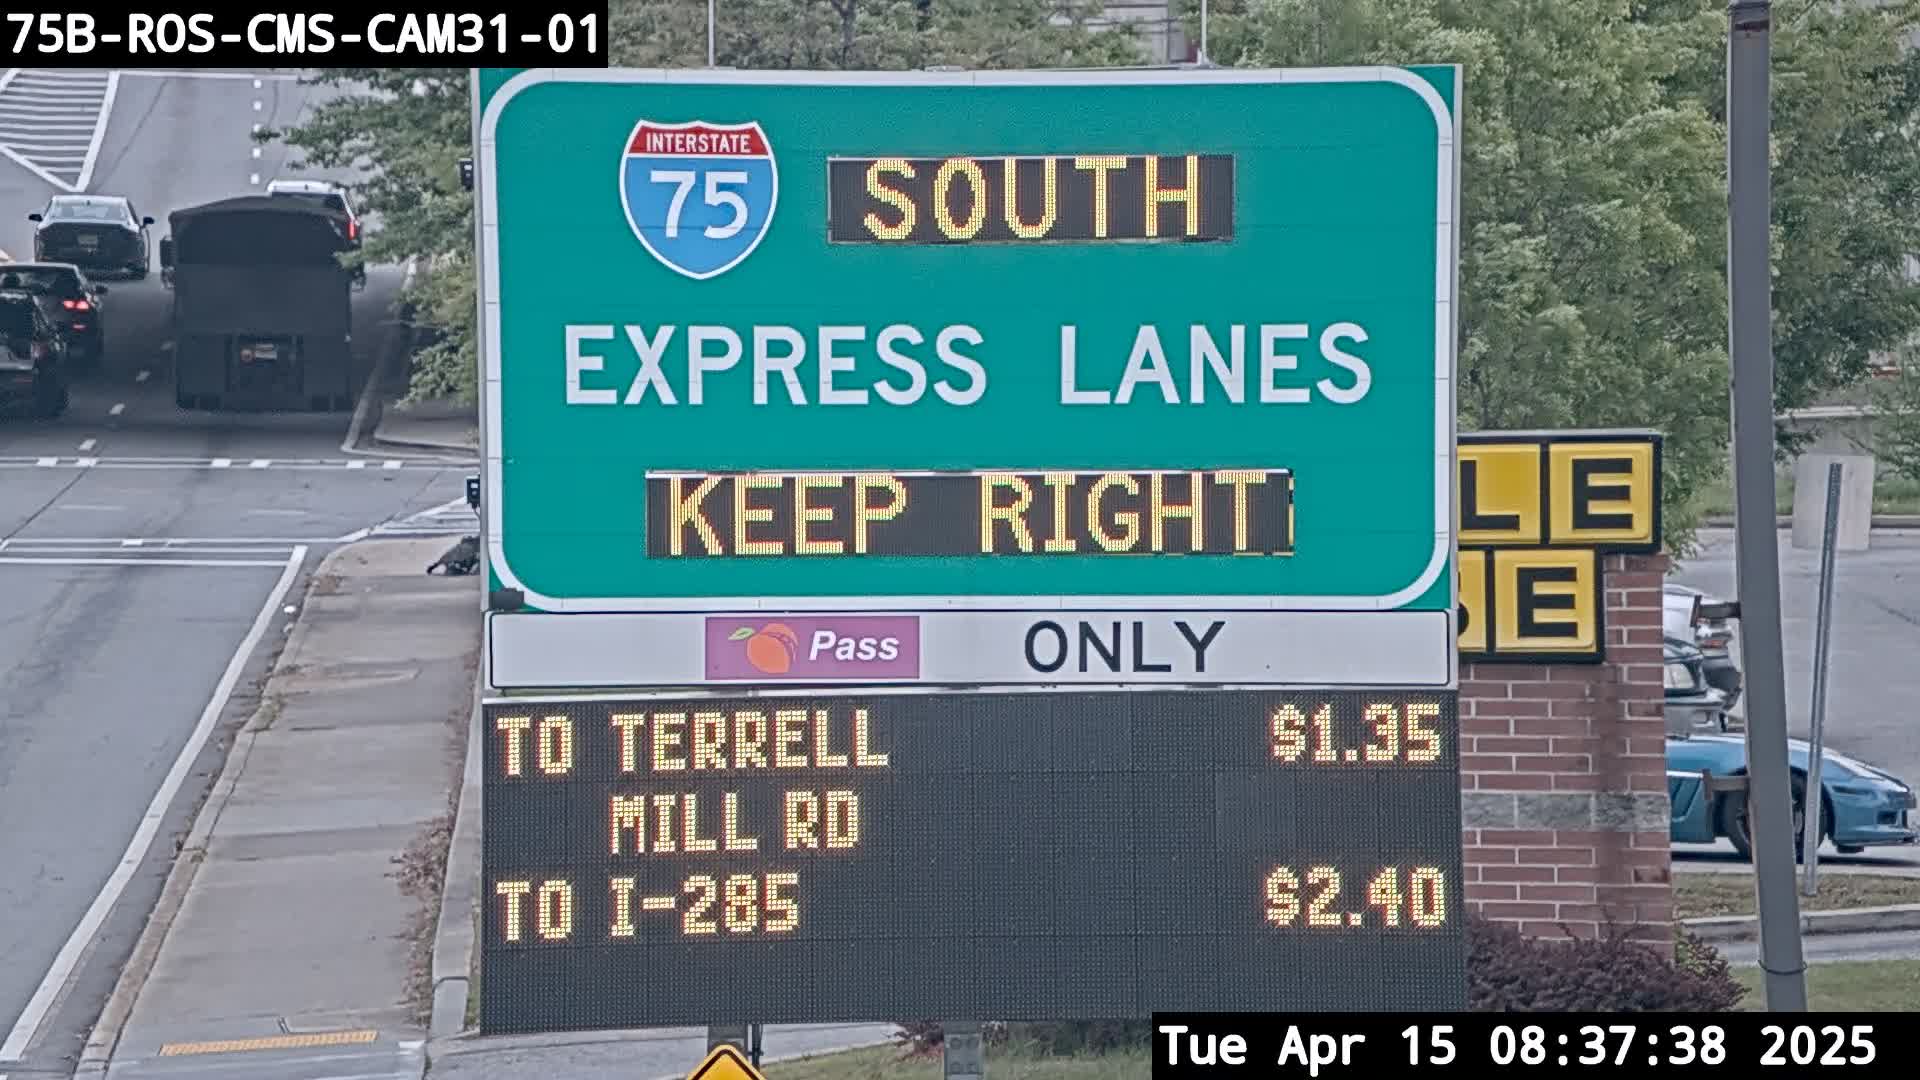 75B-ROS-CMS-CAM31-01
INTERSTATE
75
SOUTH
EXPRESS LANES
KEEP RIGHT
LE
E
Pass ONLY
TO TERRELL $1.35
MILL RD
TO I-285 $2.40
Tue Apr 15 08:37:38 2025